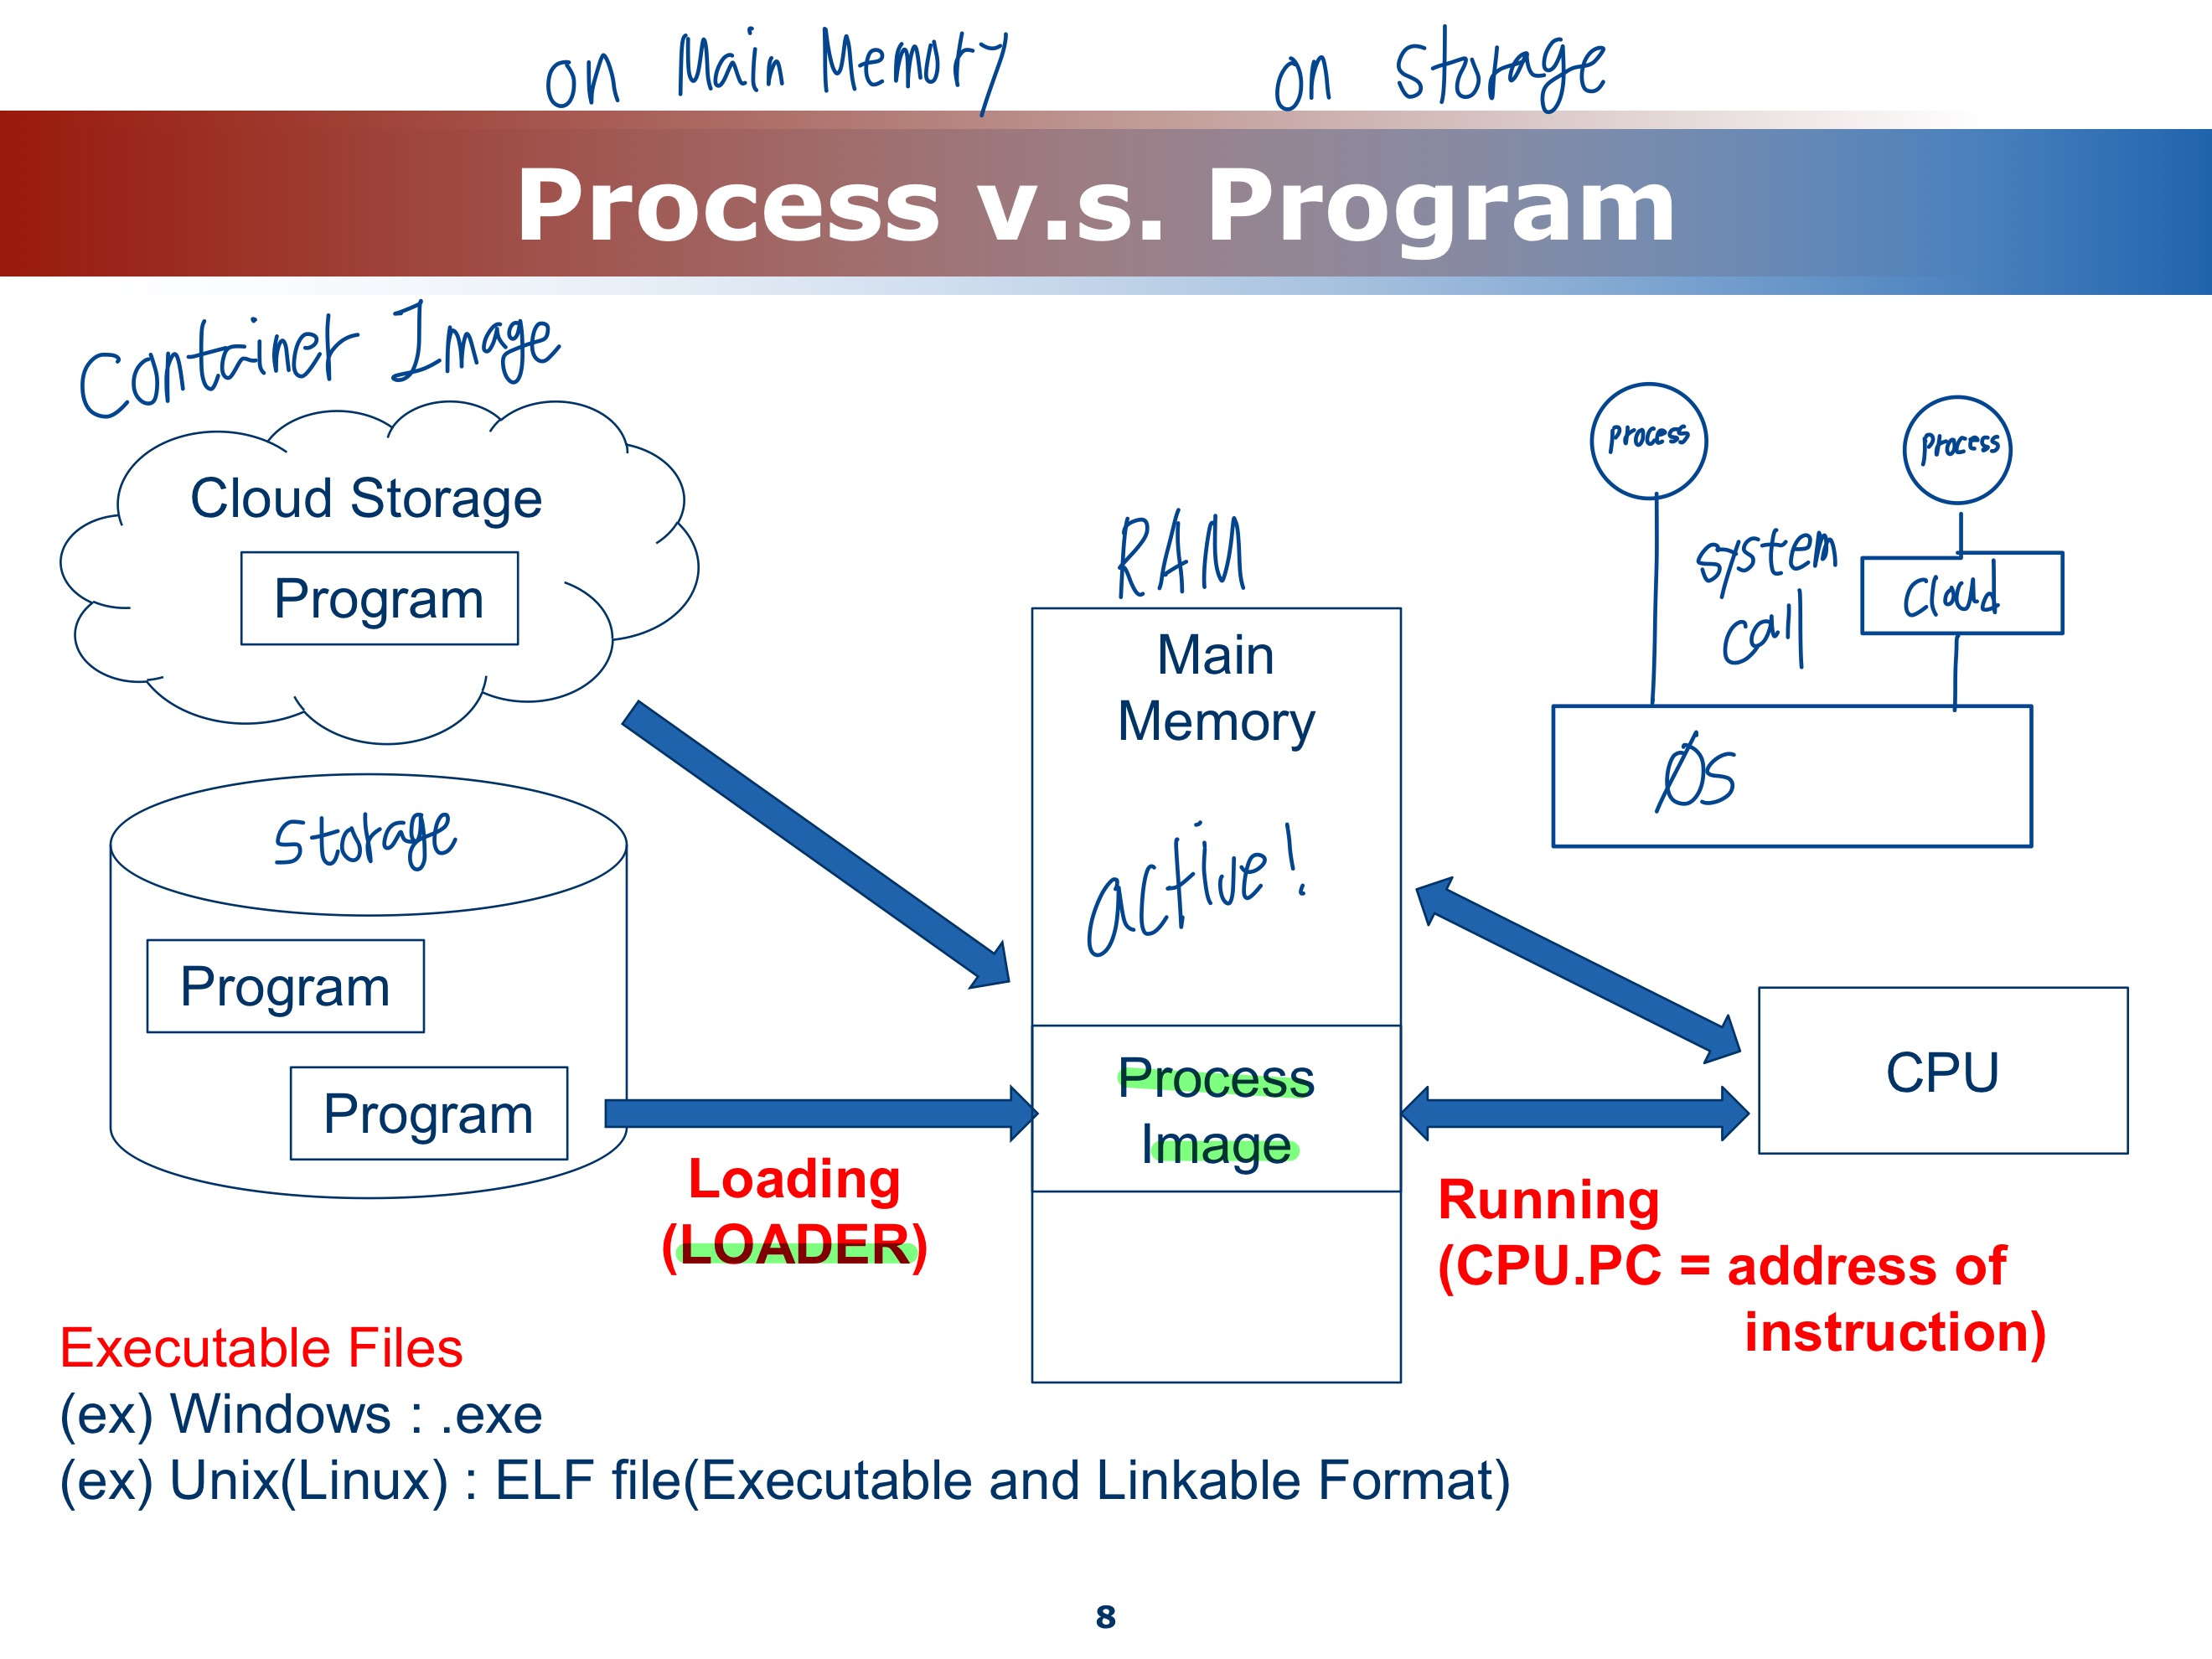 on Main Memory
on storage
Process v.s. Program
Container Image
Cloud Storage
Program
storage
Program
Program
Loading
(LOADER)
RAM
Main
Memory
active!
Process
Image
process
process
system
call
Cloud
OS
CPU
Running
(CPU.PC = address of
instruction)
Executable Files
(ex) Windows : .exe
(ex) Unix(Linux) : ELF file(Executable and Linkable Format)
8